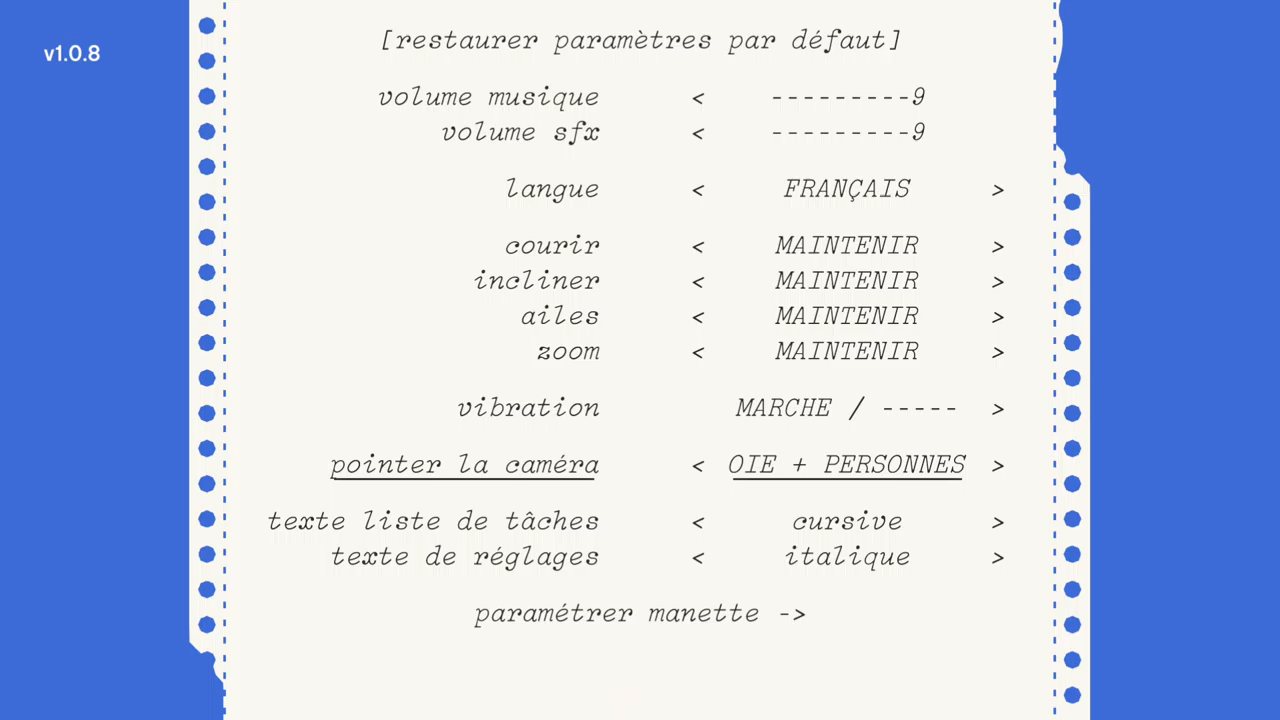 v1.0.8
[restaurer paramètres par défaut]
volume musique < ---------9
volume sfx < ---------9
langue < FRANÇAIS >
courir < MAINTENIR >
incliner < MAINTENIR >
ailes < MAINTENIR >
zoom < MAINTENIR >
vibration MARCHE / ----- >
pointer la caméra < OIE + PERSONNES >
texte liste de tâches < cursive >
texte de réglages < italique >
paramétrer manette ->